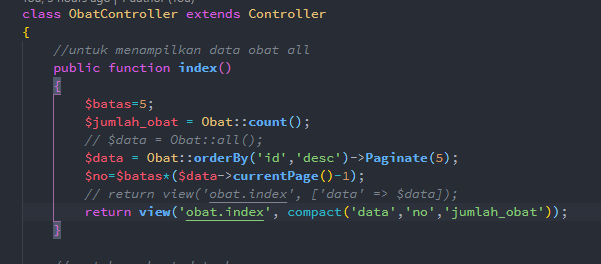 class ObatController extends Controller
{
//untuk menampilkan data obat all
public function index()
{
$batas=5;
$jumlah_obat = Obat::count();
// $data = Obat::all();
$data = Obat::orderBy('id','desc')->Paginate(5);
$no=$batas*($data->currentPage()-1);
// return view('obat.index', ['data' => $data]);
return view('obat.index', compact('data','no','jumlah_obat'));
}